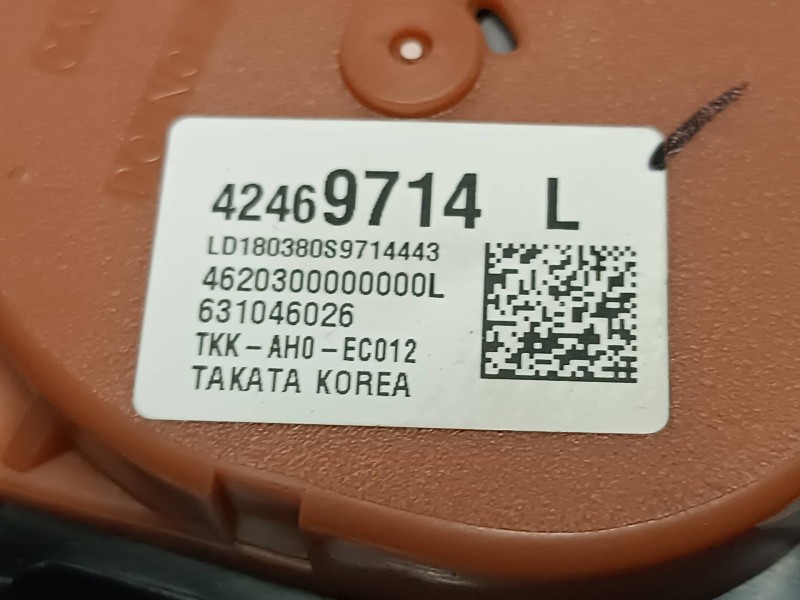 42469714 L
LD180380S9714443
4620300000000L
631046026
TKK-AH0-EC012
TAKATA KOREA